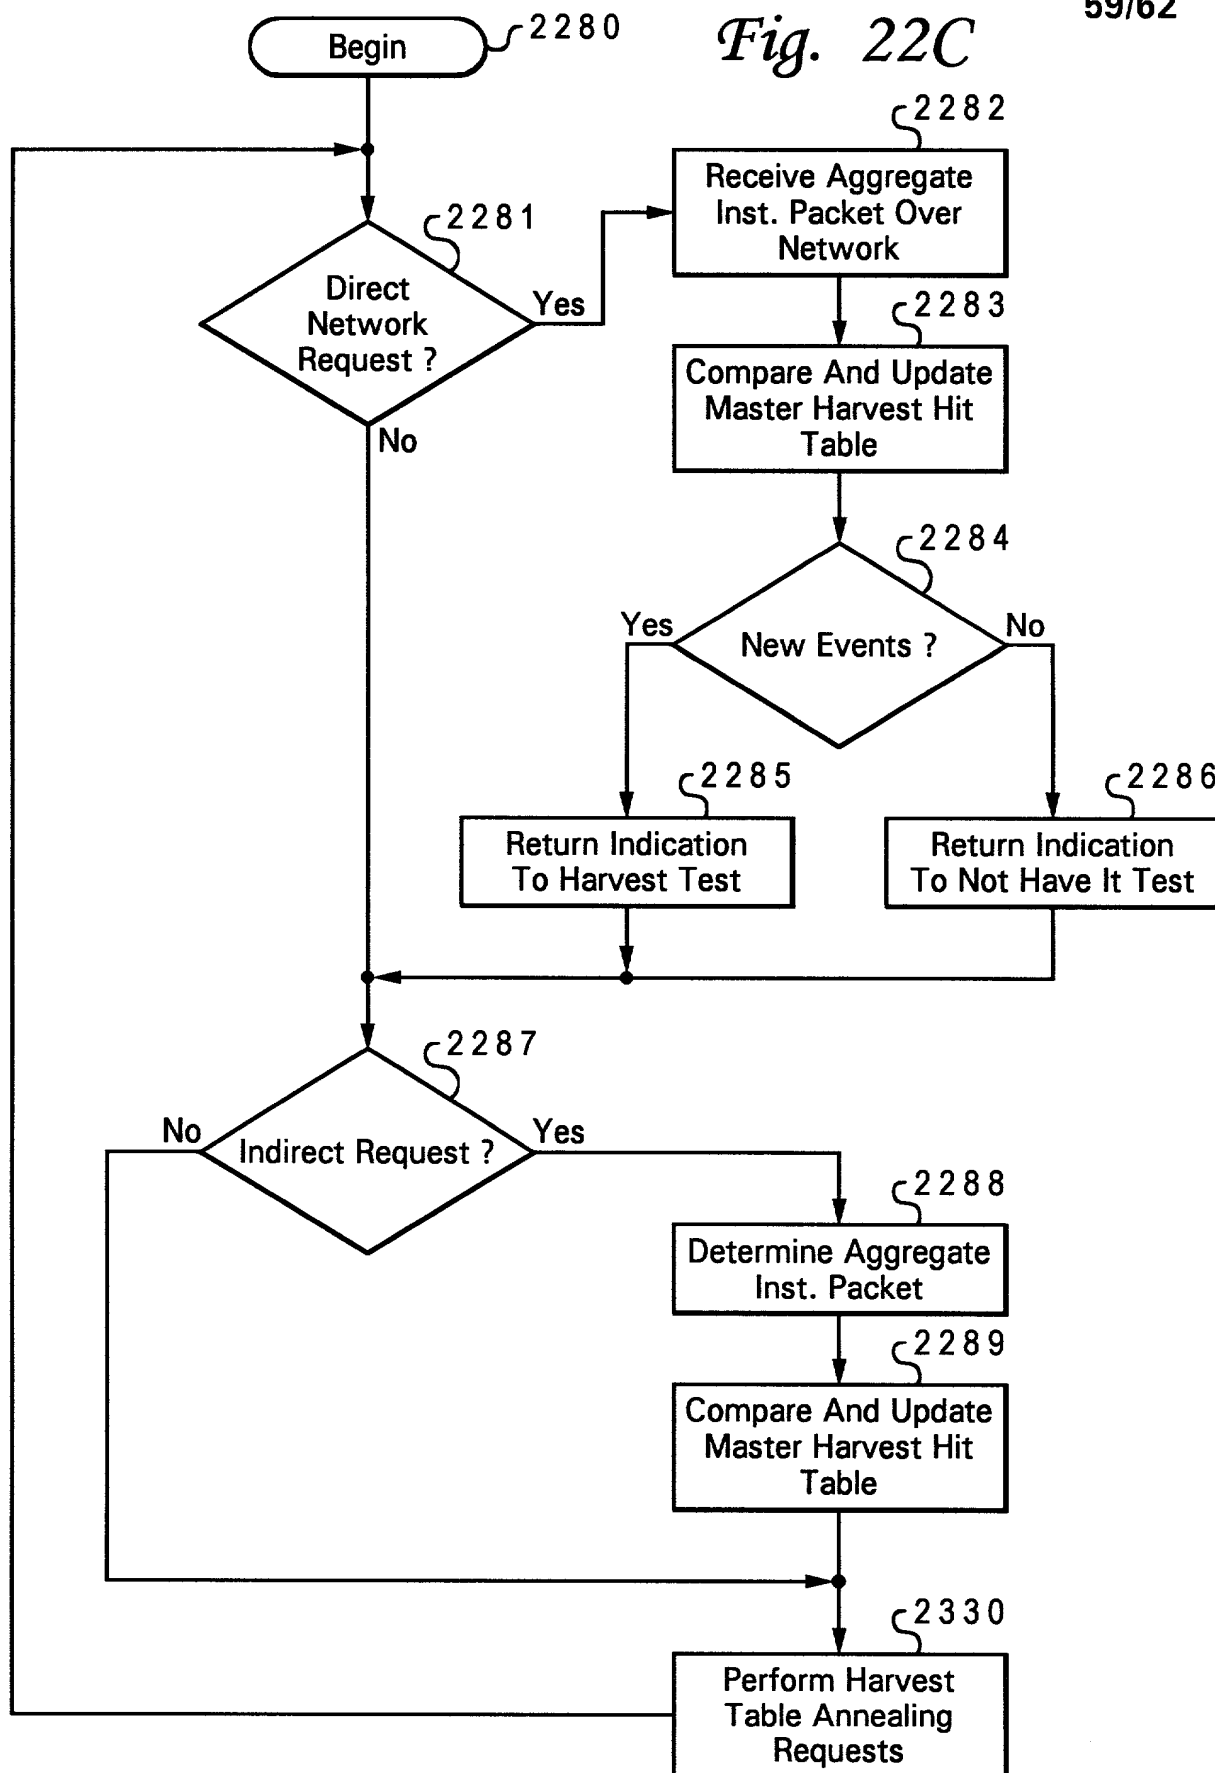 59/62
Fig. 22C
Begin
2280
2281
Direct
Network
Request ?
Yes
No
2282
Receive Aggregate
Inst. Packet Over
Network
2283
Compare And Update
Master Harvest Hit
Table
2284
New Events ?
Yes
No
2285
Return Indication
To Harvest Test
2286
Return Indication
To Not Have It Test
2287
Indirect Request ?
No
Yes
2288
Determine Aggregate
Inst. Packet
2289
Compare And Update
Master Harvest Hit
Table
2330
Perform Harvest
Table Annealing
Requests